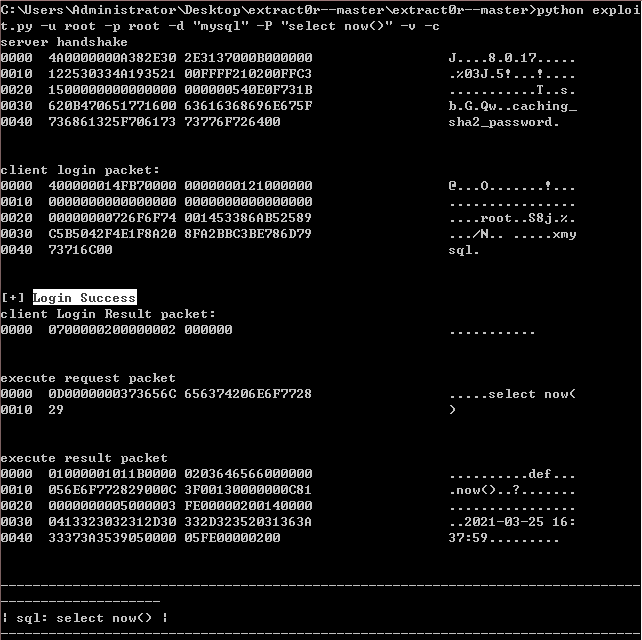 C:\Users\Administrator\Desktop\extract0r--master\extract0r--master>python exploi
t.py -u root -p root -d "mysql" -P "select now()" -v -c
server handshake
0000  4A0000000A382E30 2E3137000B000000                 J....8.0.17.....
0010  122530334A193521 00FFFF210200FFC3                 .%03J.5!...!....
0020  1500000000000000 000000540E0F731B                 ...........T..s.
0030  620B470651771600 63616368696E675F                 b.G.Qw..caching_
0040  736861325F706173 73776F726400                     sha2_password.
client login packet:
0000  400000014FB70000 0000000121000000                 @...O.......!...
0010  0000000000000000 0000000000000000                 ................
0020  00000000726F6F74 001453386AB52589                 ....root..S8j.%.
0030  C5B5042F4E1F8A20 8FA2BBC3BE786D79                 .../N.. .....xmy
0040  73716C00                                          sql.
[+] Login Success
client Login Result packet:
0000  0700000200000002 000000                           ...........
execute request packet
0000  0D0000000373656C 656374206E6F7728                 .....select now(
0010  29                                                )
execute result packet
0000  01000001011B0000 0203646566000000                 ..........def...
0010  056E6F772829000C 3F00130000000C81                 .now()..?.......
0020  0000000005000003 FE00000200140000                 ................
0030  0413323032312D30 332D32352031363A                 ..2021-03-25 16:
0040  33373A3539050000 05FE00000200                     37:59.........
--------------------------------------------------------------------------------
--------------------
| sql: select now() |
--------------------------------------------------------------------------------